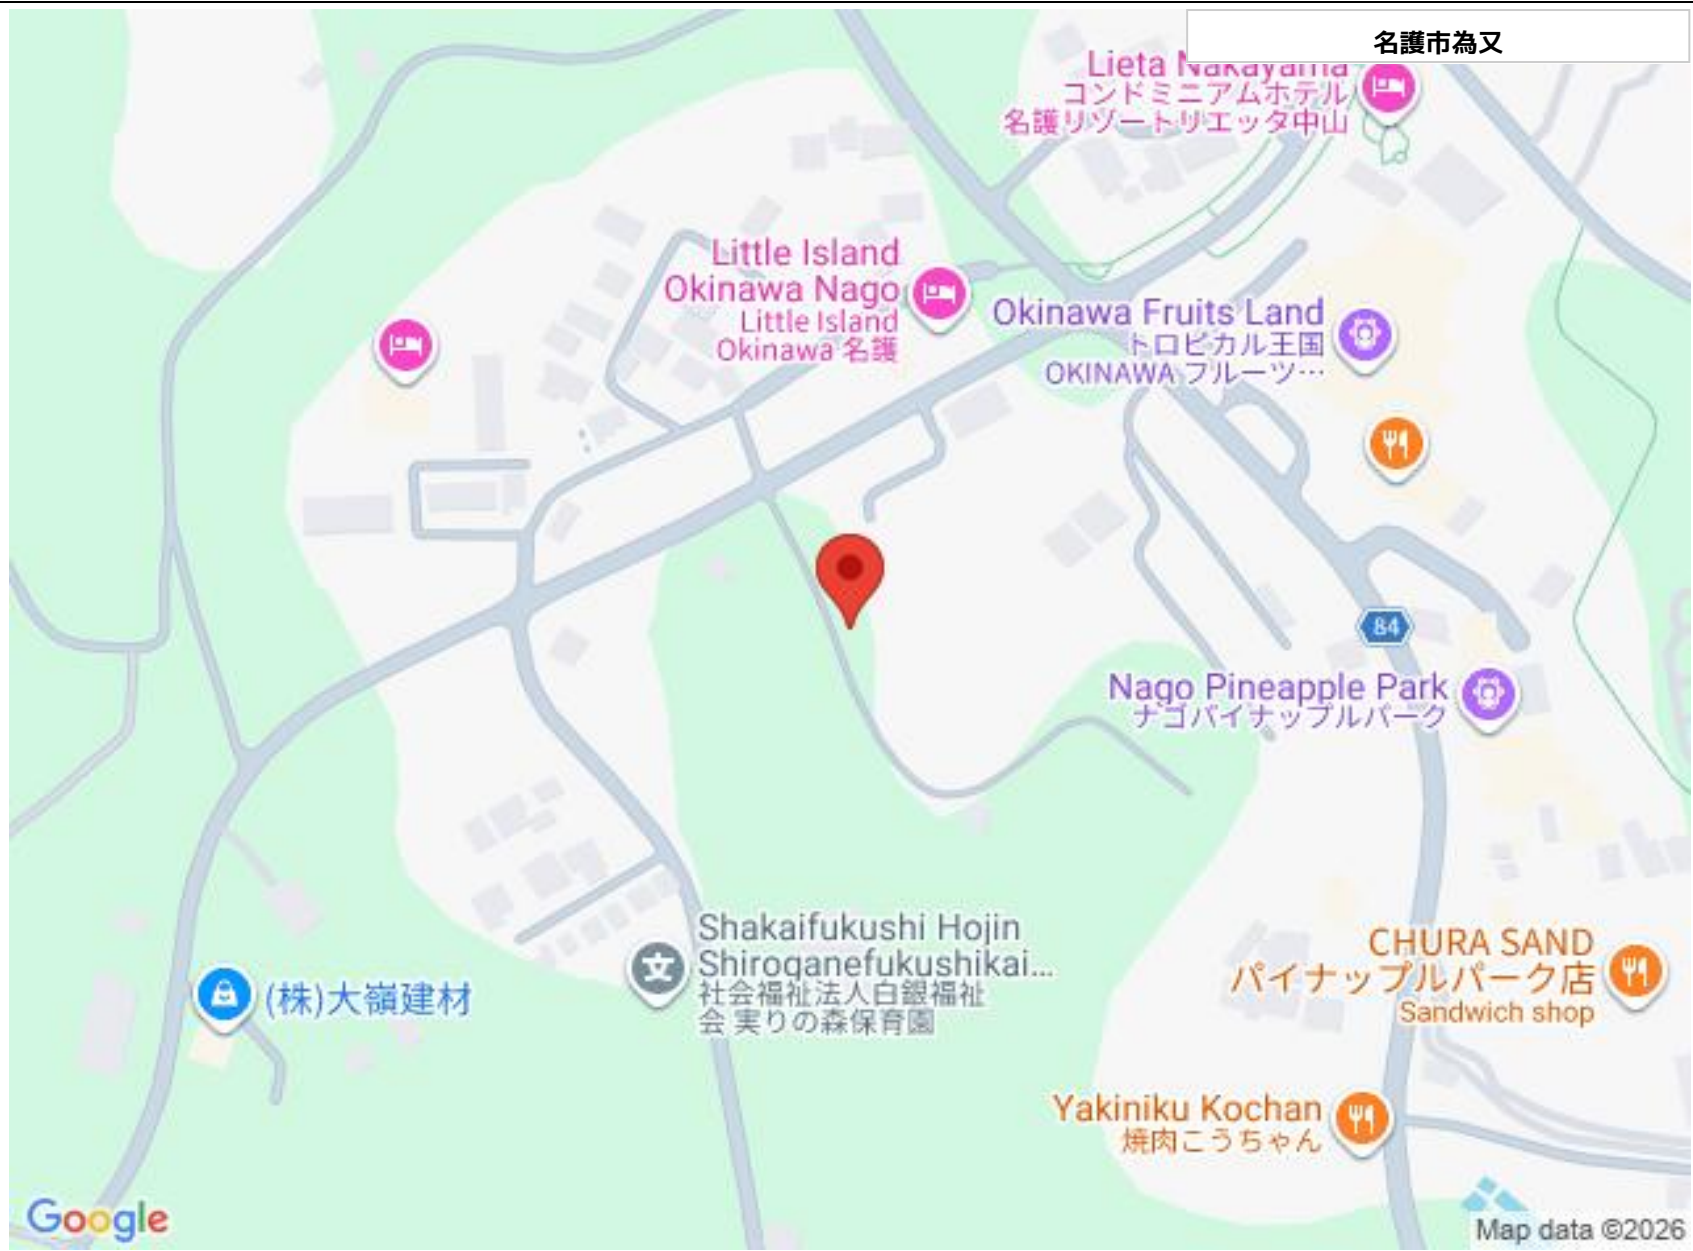 名護市為又
Lieta Nakayama
コンドミニアムホテル
名護リゾートリエッタ中山
Little Island
Okinawa Nago
Little Island
Okinawa 名護
Okinawa Fruits Land
トロピカル王国
OKINAWA フルーツ…
84
Nago Pineapple Park
ナゴパイナップルパーク
Shakaifukushi Hojin
Shiroganefukushikai...
社会福祉法人白銀福祉
会 実りの森保育園
(株)大嶺建材
CHURA SAND
パイナップルパーク店
Sandwich shop
Yakiniku Kochan
焼肉こうちゃん
Google
Map data ©2026